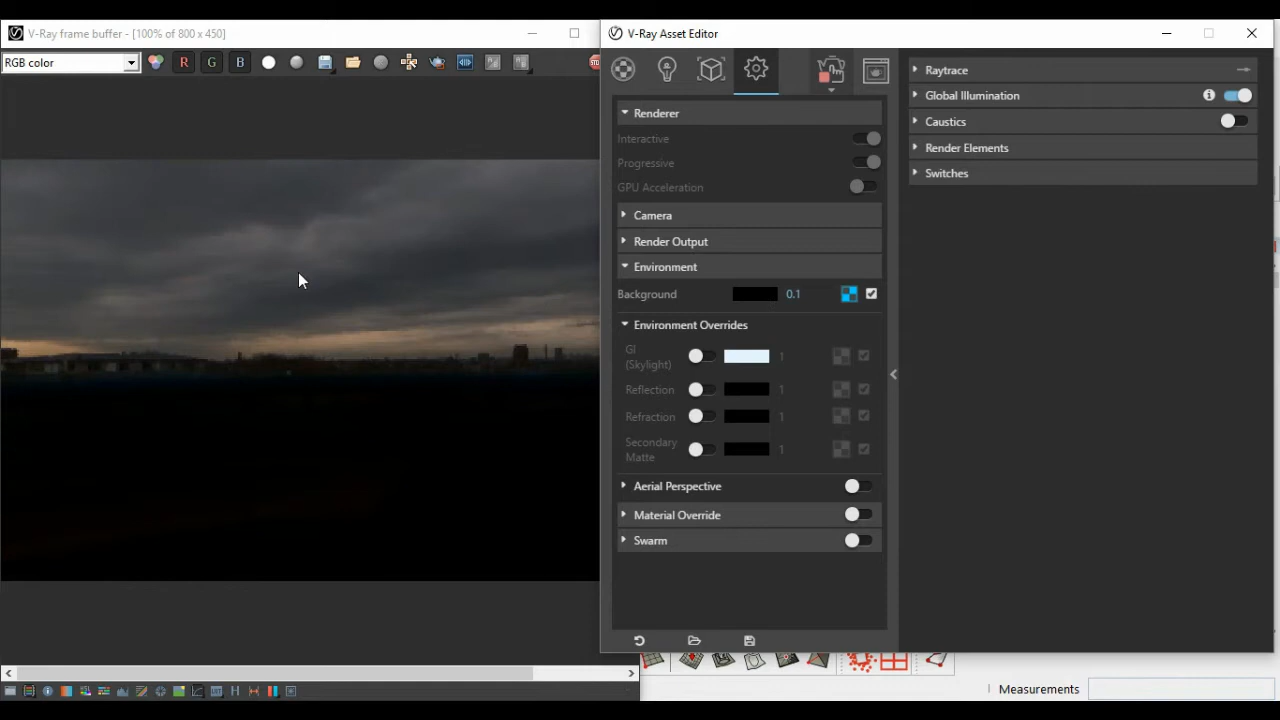 V-Ray frame buffer - [100% of 800 x 450]
RGB color
R
G
B
STOP
V-Ray Asset Editor
Renderer
Interactive
Progressive
GPU Acceleration
Camera
Render Output
Environment
Background
0.1
Environment Overrides
GI
(Skylight)
1
Reflection
1
Refraction
1
Secondary
Matte
1
Aerial Perspective
Material Override
Swarm
Raytrace
Global Illumination
Caustics
Render Elements
Switches
Measurements